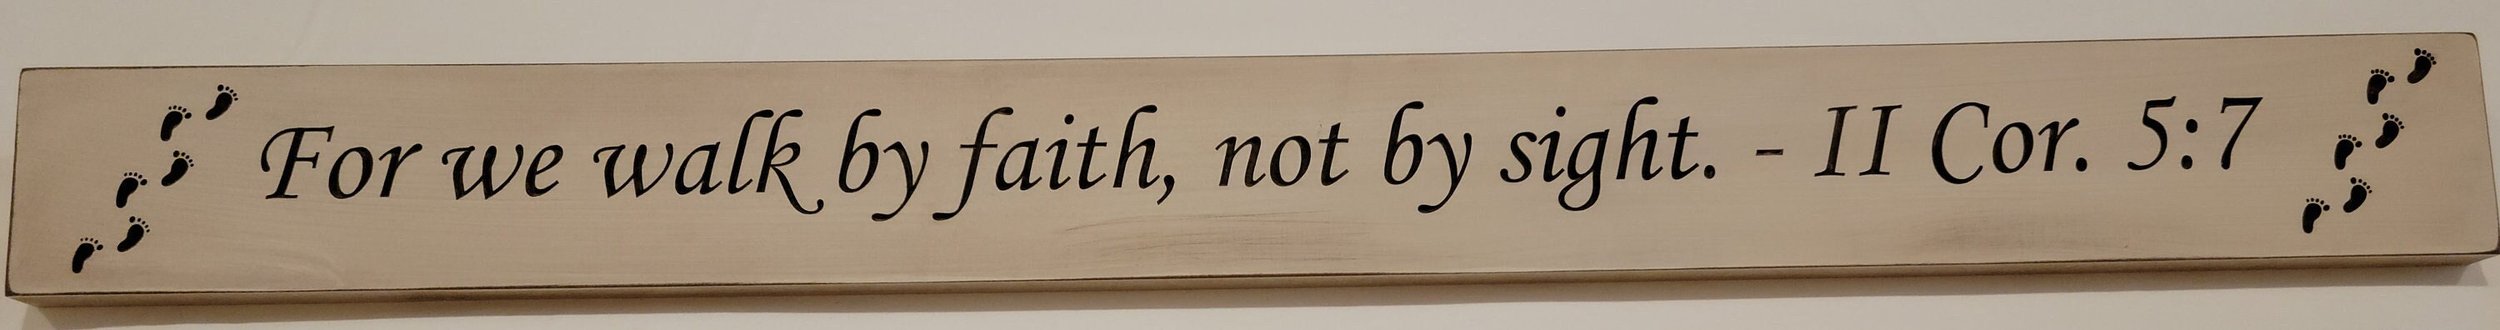 For we walk by faith, not by sight. - II Cor. 5:7